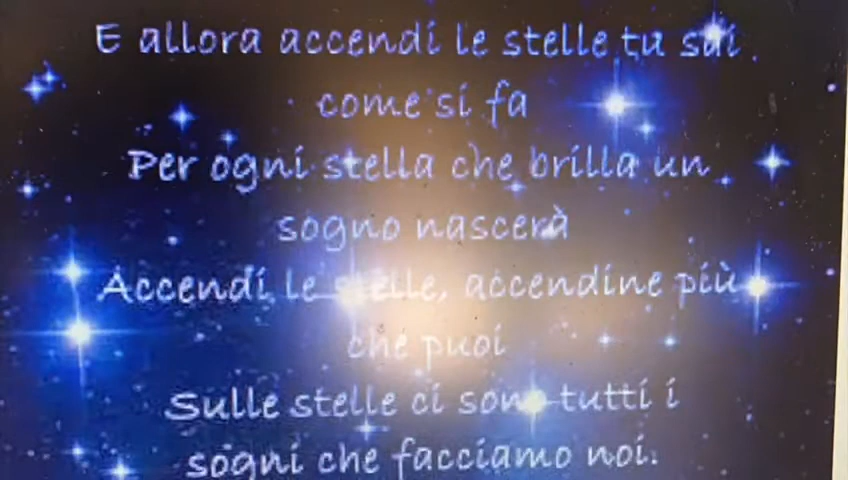 E allora accendi le stelle tu sai
come si fa
Per ogni stella che brilla un
sogno nascerà
Accendi le stelle, accendine più
che puoi
Sulle stelle ci sono tutti i
sogni che facciamo noi.